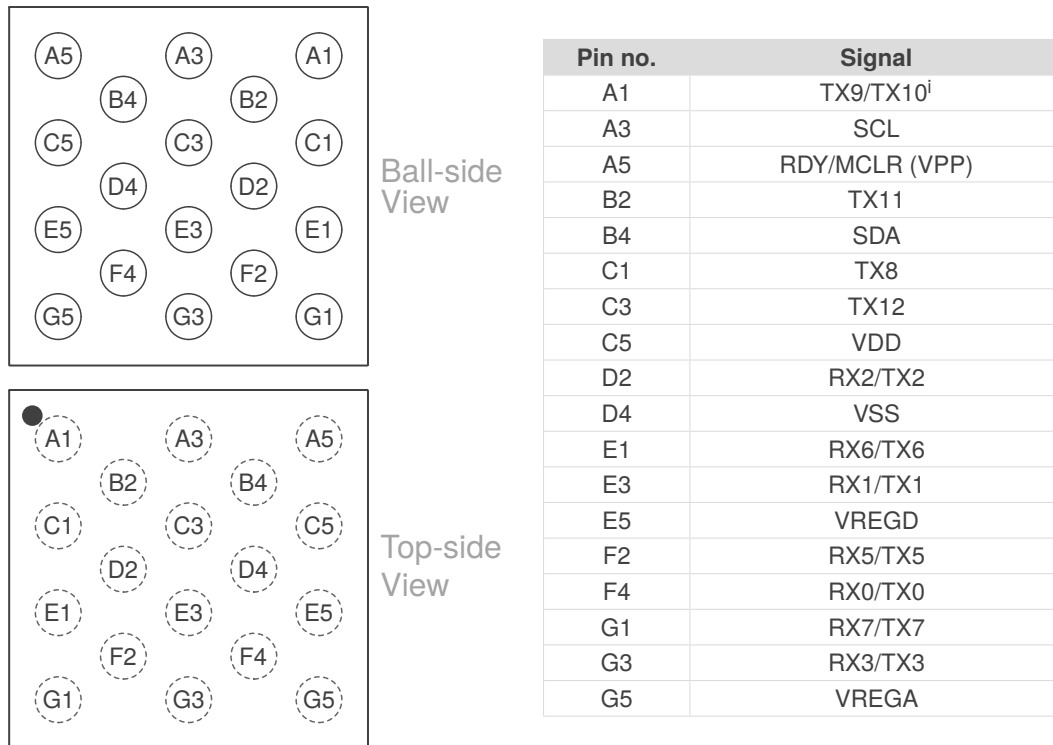 A5 A3 A1
B4 B2
C5 C3 C1
D4 D2
E5 E3 E1
F4 F2
G5 G3 G1
Ball-side
View
A1 A3 A5
B2 B4
C1 C3 C5
D2 D4
E1 E3 E5
F2 F4
G1 G3 G5
Top-side
View
Pin no. Signal
A1 TX9/TX10ⁱ
A3 SCL
A5 RDY/MCLR (VPP)
B2 TX11
B4 SDA
C1 TX8
C3 TX12
C5 VDD
D2 RX2/TX2
D4 VSS
E1 RX6/TX6
E3 RX1/TX1
E5 VREGD
F2 RX5/TX5
F4 RX0/TX0
G1 RX7/TX7
G3 RX3/TX3
G5 VREGA